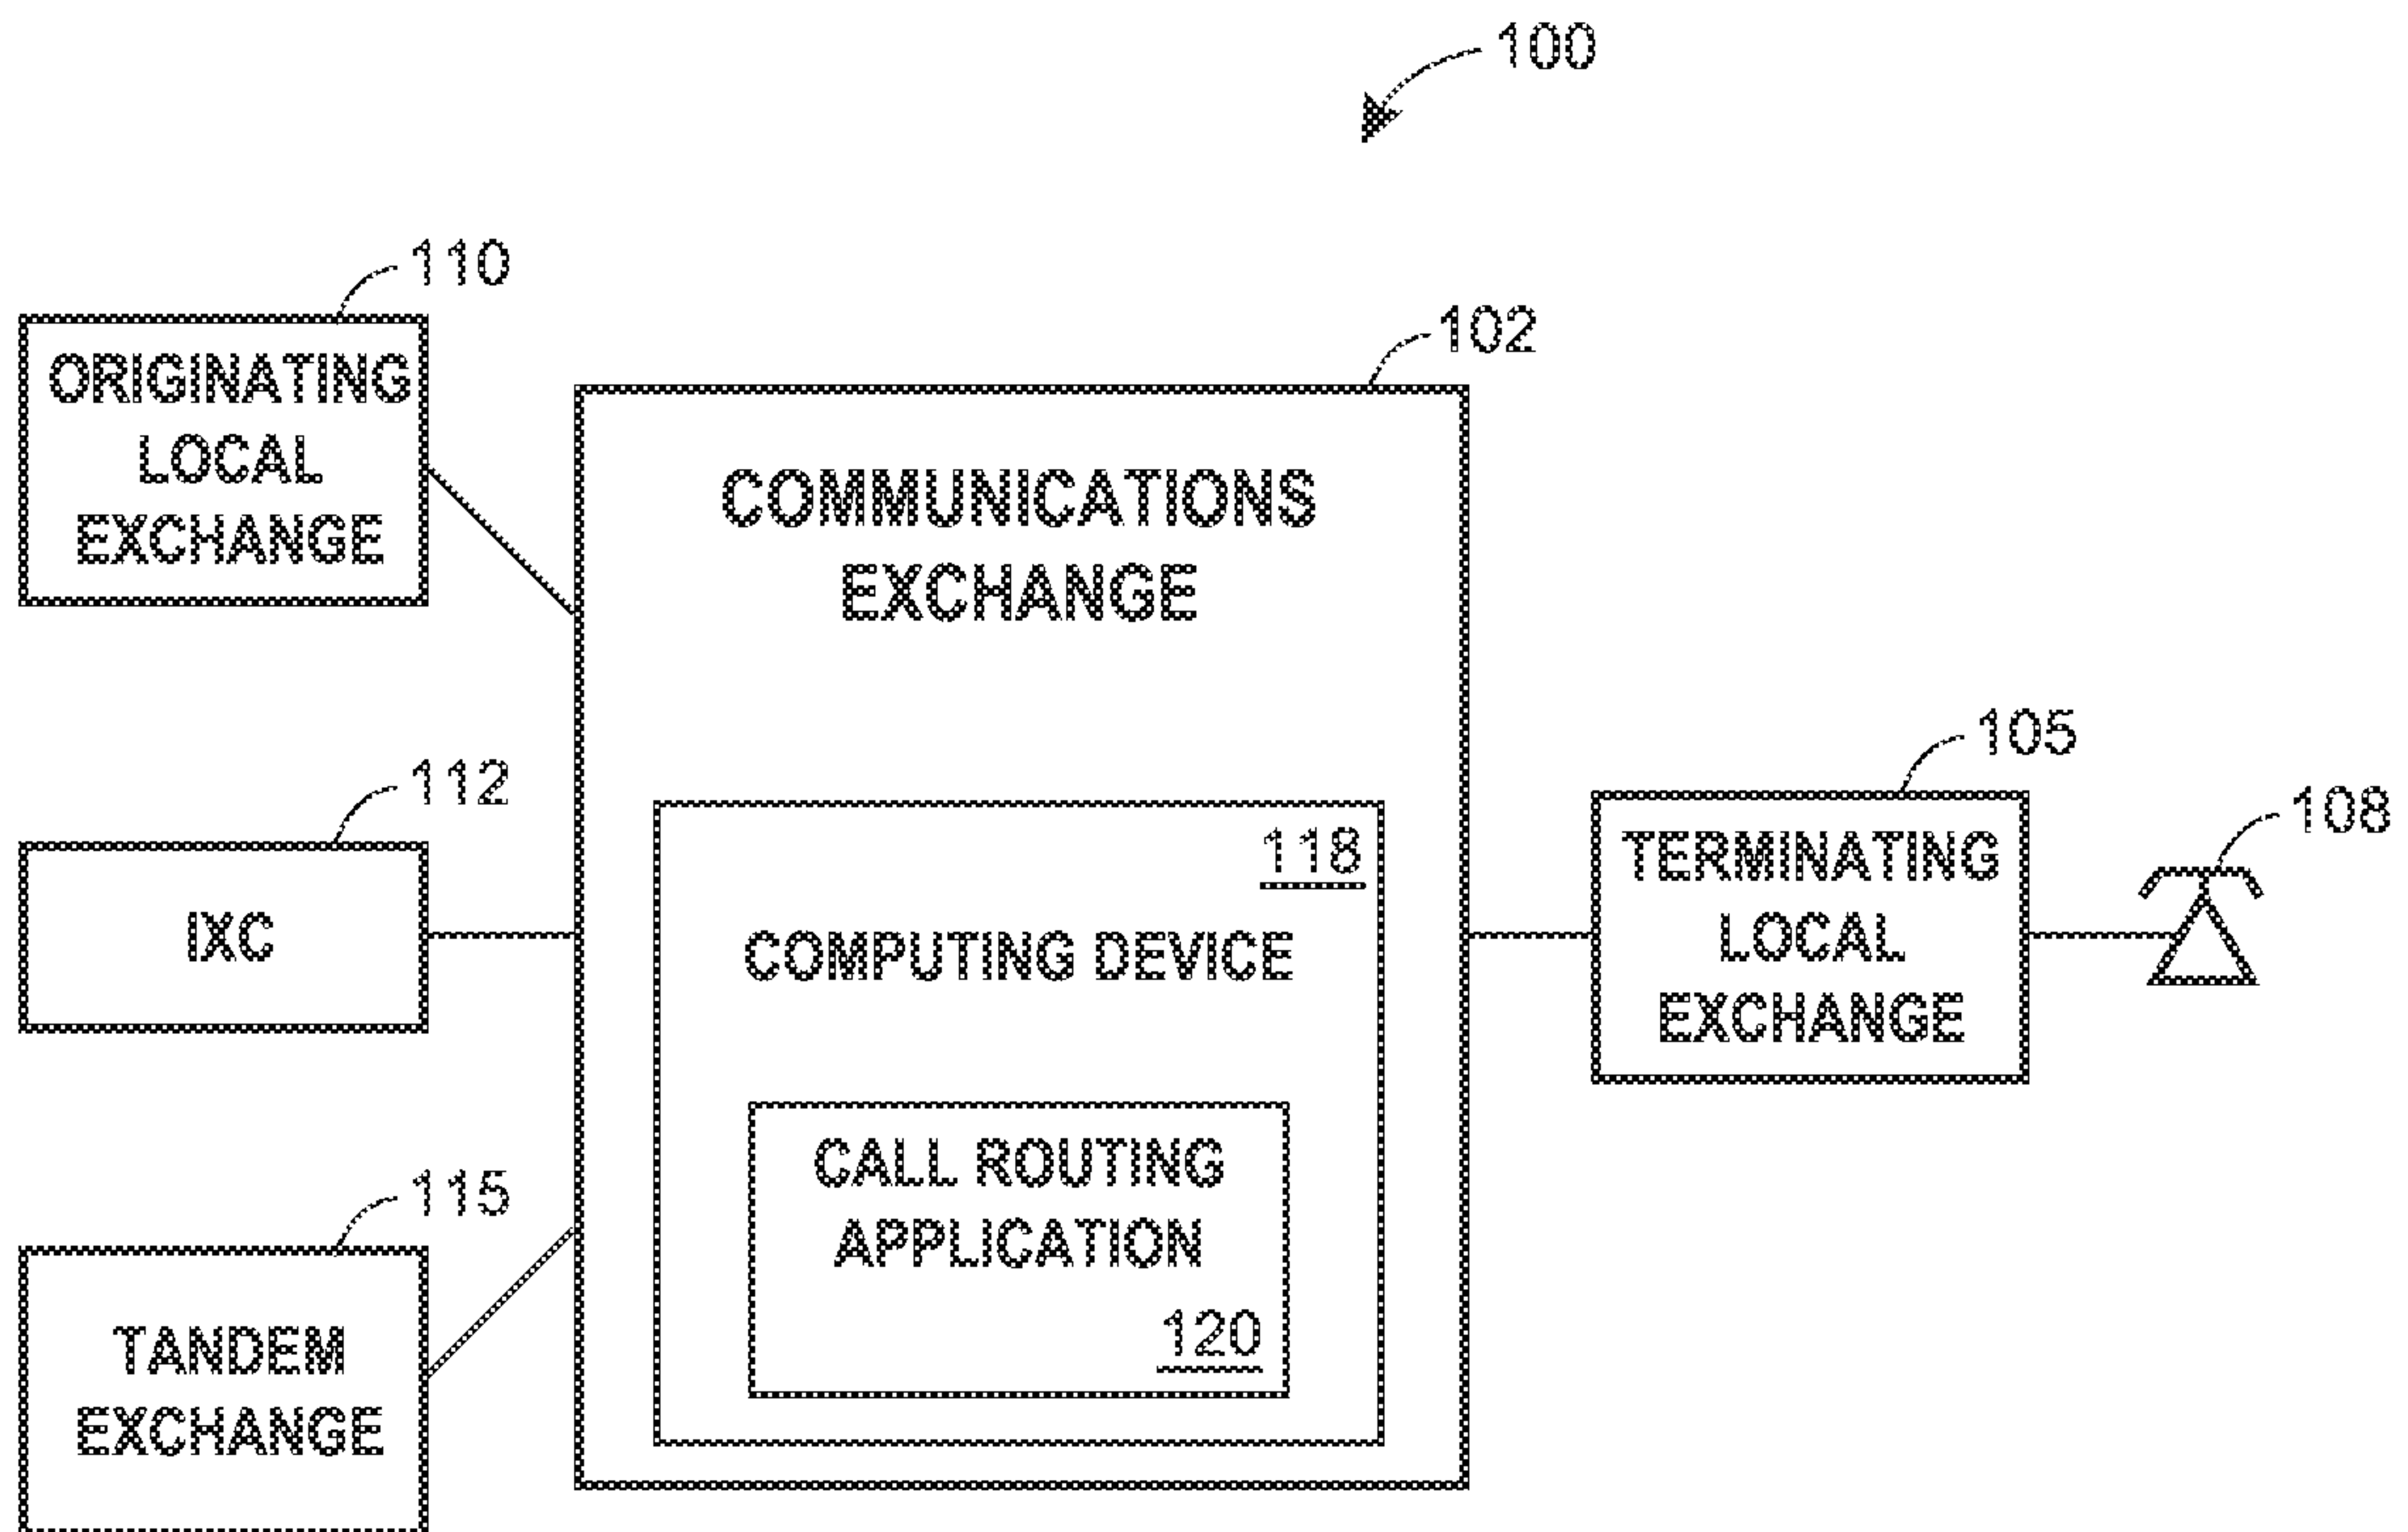 100
110
ORIGINATING
LOCAL
EXCHANGE
102
COMMUNICATIONS
EXCHANGE
112
IXC
118
COMPUTING DEVICE
CALL ROUTING
APPLICATION
120
115
TANDEM
EXCHANGE
105
TERMINATING
LOCAL
EXCHANGE
108